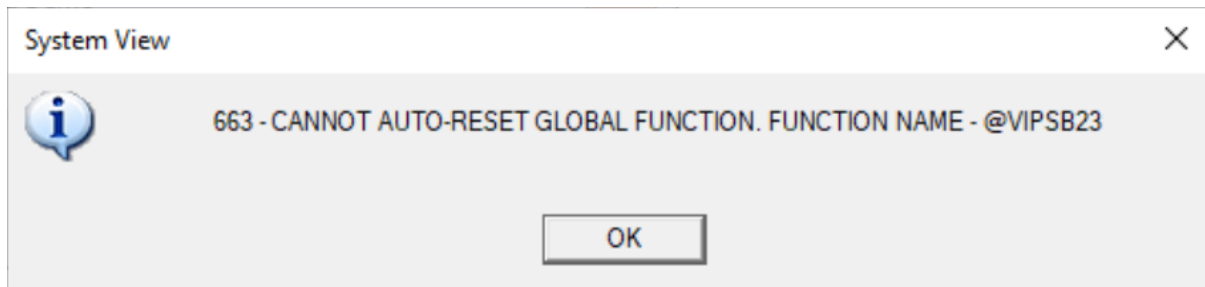 System View
663 - CANNOT AUTO-RESET GLOBAL FUNCTION. FUNCTION NAME - @VIPSB23
OK